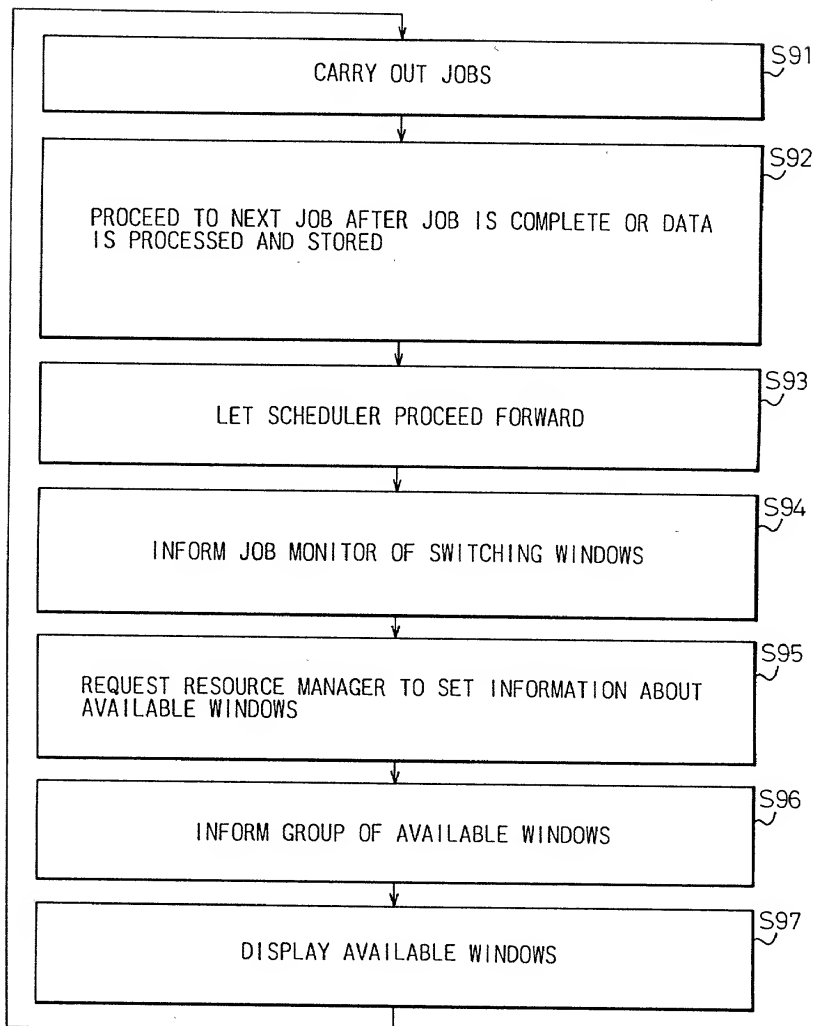 S91
CARRY OUT JOBS
S92
PROCEED TO NEXT JOB AFTER JOB IS COMPLETE OR DATA
IS PROCESSED AND STORED
S93
LET SCHEDULER PROCEED FORWARD
S94
INFORM JOB MONITOR OF SWITCHING WINDOWS
S95
REQUEST RESOURCE MANAGER TO SET INFORMATION ABOUT
AVAILABLE WINDOWS
S96
INFORM GROUP OF AVAILABLE WINDOWS
S97
DISPLAY AVAILABLE WINDOWS